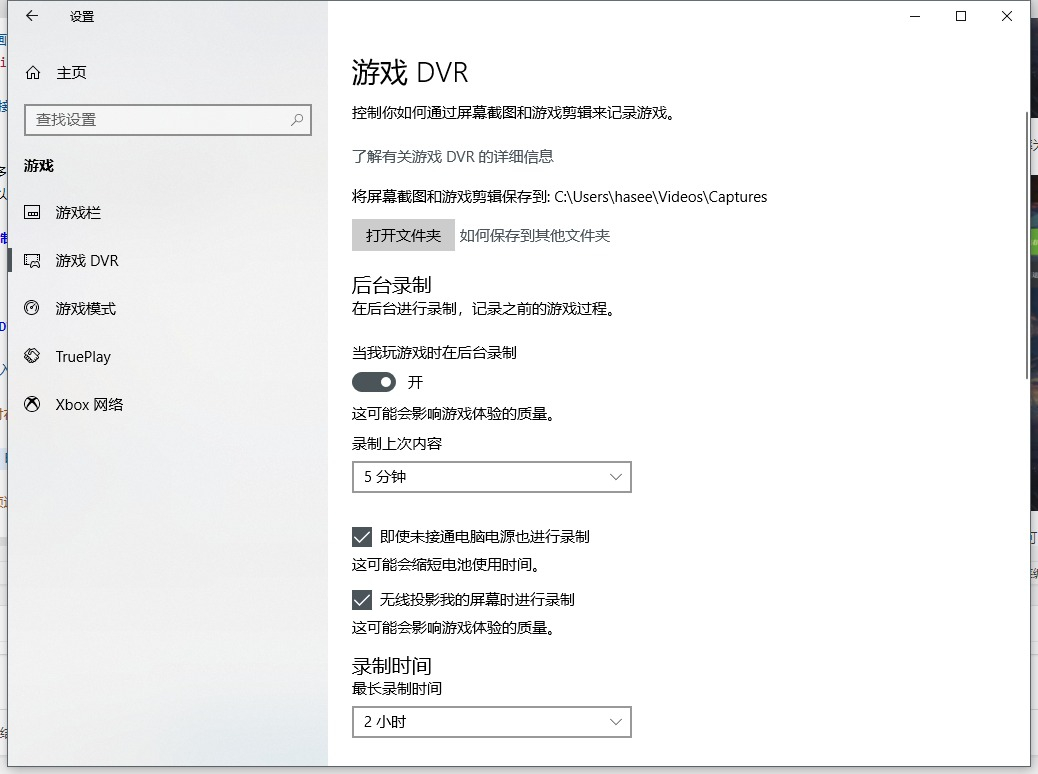 设置
主页
查找设置
游戏
游戏栏
游戏 DVR
游戏模式
TruePlay
Xbox 网络
游戏 DVR
控制你如何通过屏幕截图和游戏剪辑来记录游戏。
了解有关游戏 DVR 的详细信息
将屏幕截图和游戏剪辑保存到: C:\Users\hasee\Videos\Captures
打开文件夹 如何保存到其他文件夹
后台录制
在后台进行录制，记录之前的游戏过程。
当我玩游戏时在后台录制
开
这可能会影响游戏体验的质量。
录制上次内容
5 分钟
即使未接通电脑电源也进行录制
这可能会缩短电池使用时间。
无线投影我的屏幕时进行录制
这可能会影响游戏体验的质量。
录制时间
最长录制时间
2 小时